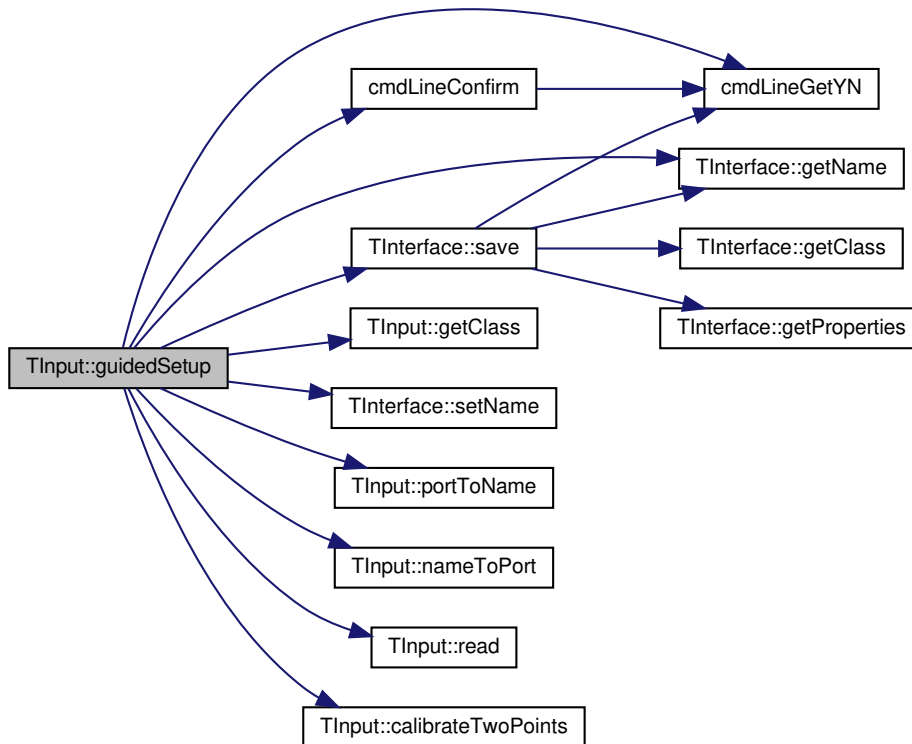 cmdLineConfirm
cmdLineGetYN
TInterface::getName
TInterface::save
TInterface::getClass
TInput::getClass
TInterface::getProperties
TInput::guidedSetup
TInterface::setName
TInput::portToName
TInput::nameToPort
TInput::read
TInput::calibrateTwoPoints